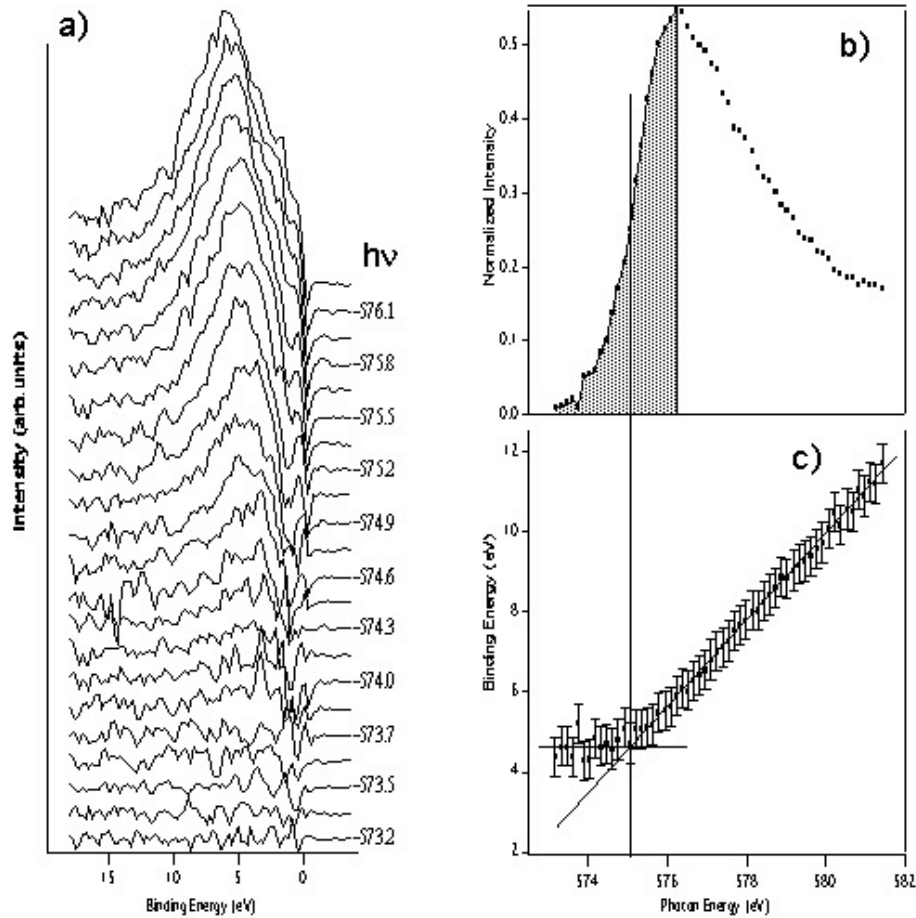 a)
hν
576.1
575.8
575.5
575.2
574.9
574.6
574.3
574.0
573.7
573.5
573.2
Intensity (arb. units)
15 10 5 0
Binding Energy (eV)
b)
0.5
0.4
0.3
0.2
0.1
0.0
Normalized Intensity
c)
12
10
8
6
4
2
Binding Energy (eV)
574 576 578 580 582
Photon Energy (eV)